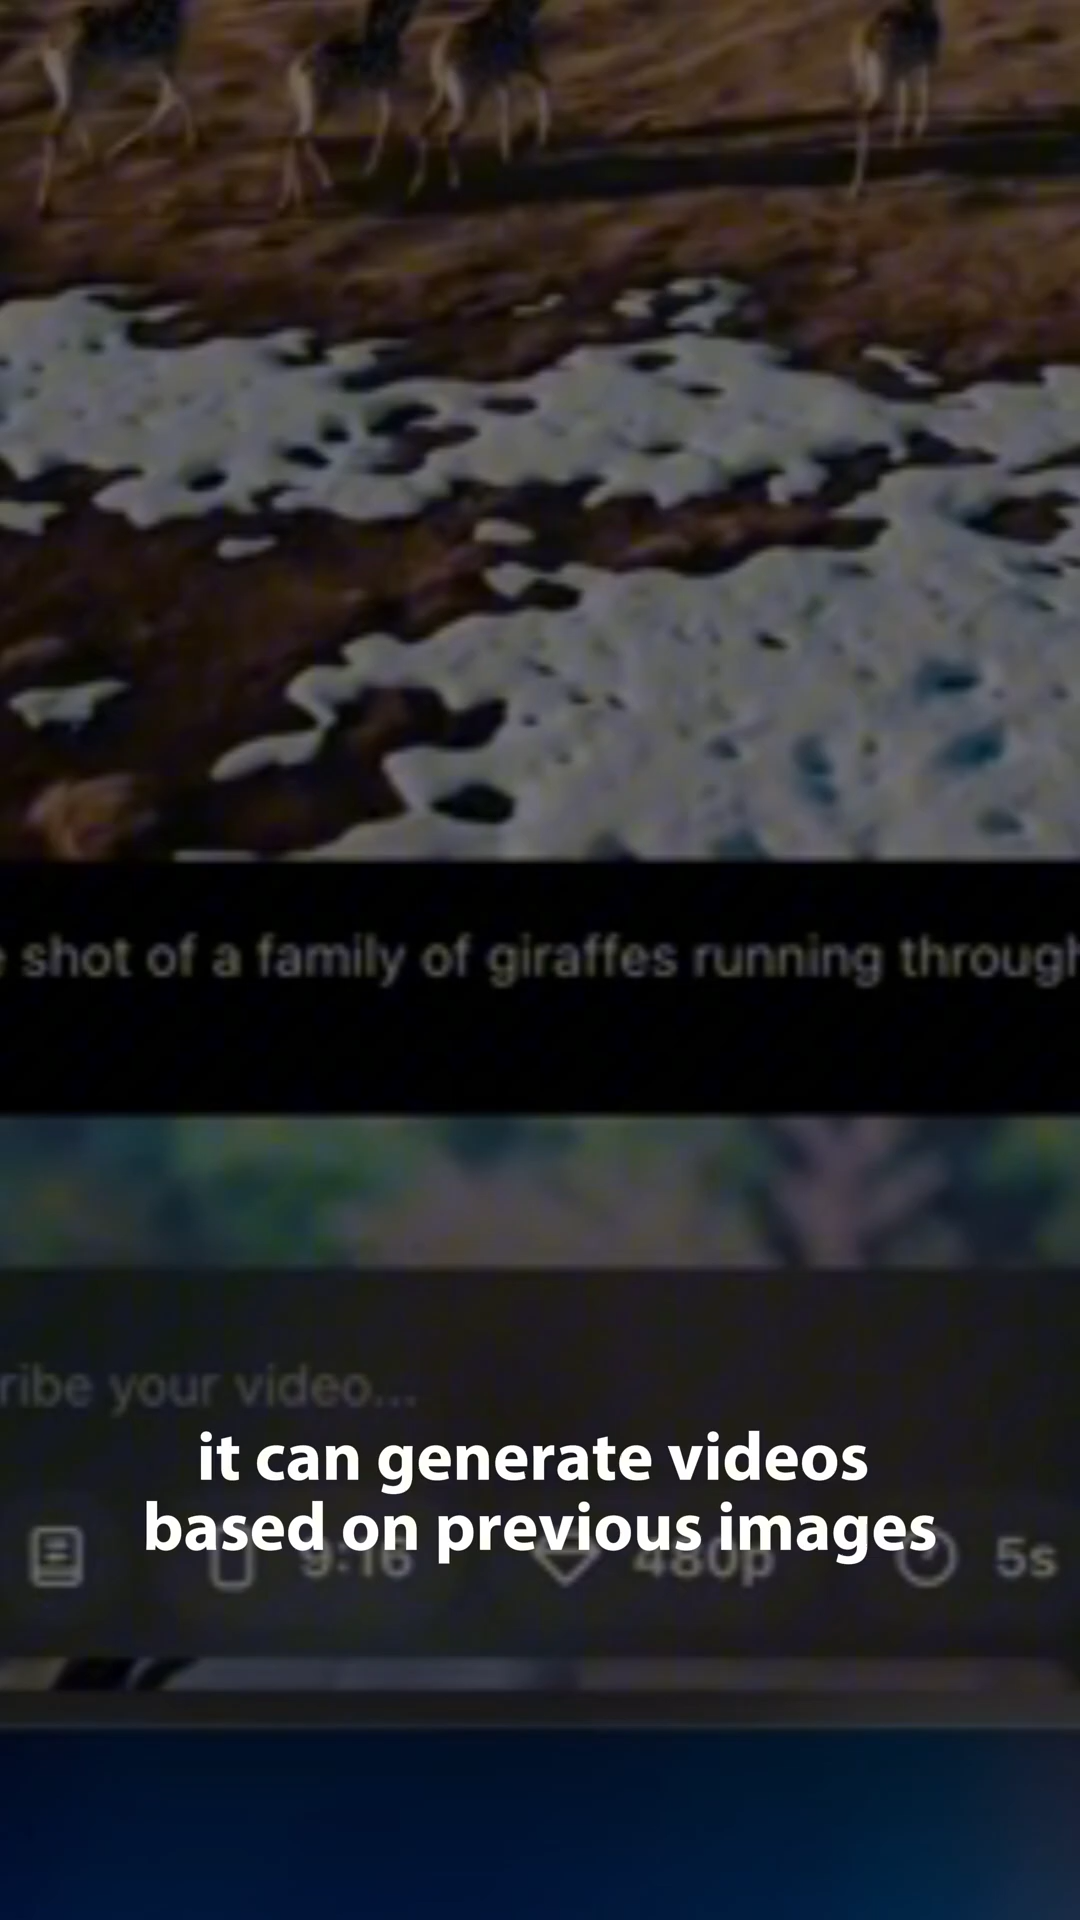 shot of a family of giraffes running through
your video...
it can generate videos
based on previous images
9:16 480p 5s